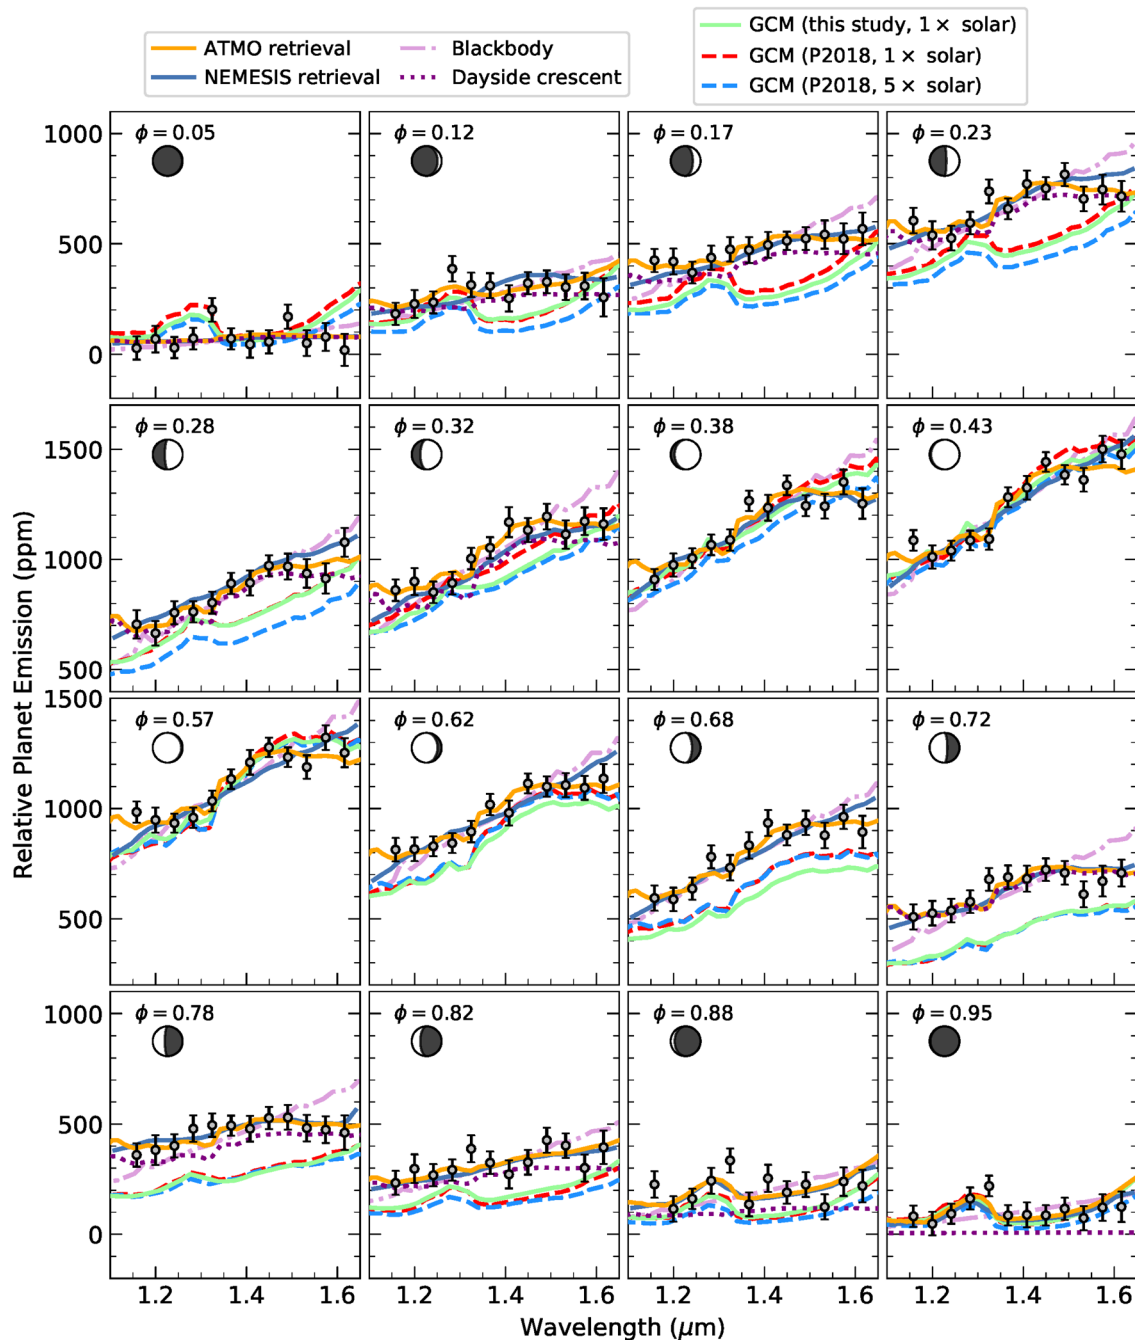 ATMO retrieval
NEMESIS retrieval
Blackbody
Dayside crescent
GCM (this study, 1× solar)
GCM (P2018, 1× solar)
GCM (P2018, 5× solar)
Relative Planet Emission (ppm)
1000
500
0
ϕ = 0.05
ϕ = 0.12
ϕ = 0.17
ϕ = 0.23
1500
1000
500
ϕ = 0.28
ϕ = 0.32
ϕ = 0.38
ϕ = 0.43
1500
1000
500
ϕ = 0.57
ϕ = 0.62
ϕ = 0.68
ϕ = 0.72
1000
500
0
ϕ = 0.78
ϕ = 0.82
ϕ = 0.88
ϕ = 0.95
1.2 1.4 1.6 1.2 1.4 1.6 1.2 1.4 1.6 1.2 1.4 1.6
Wavelength (μm)